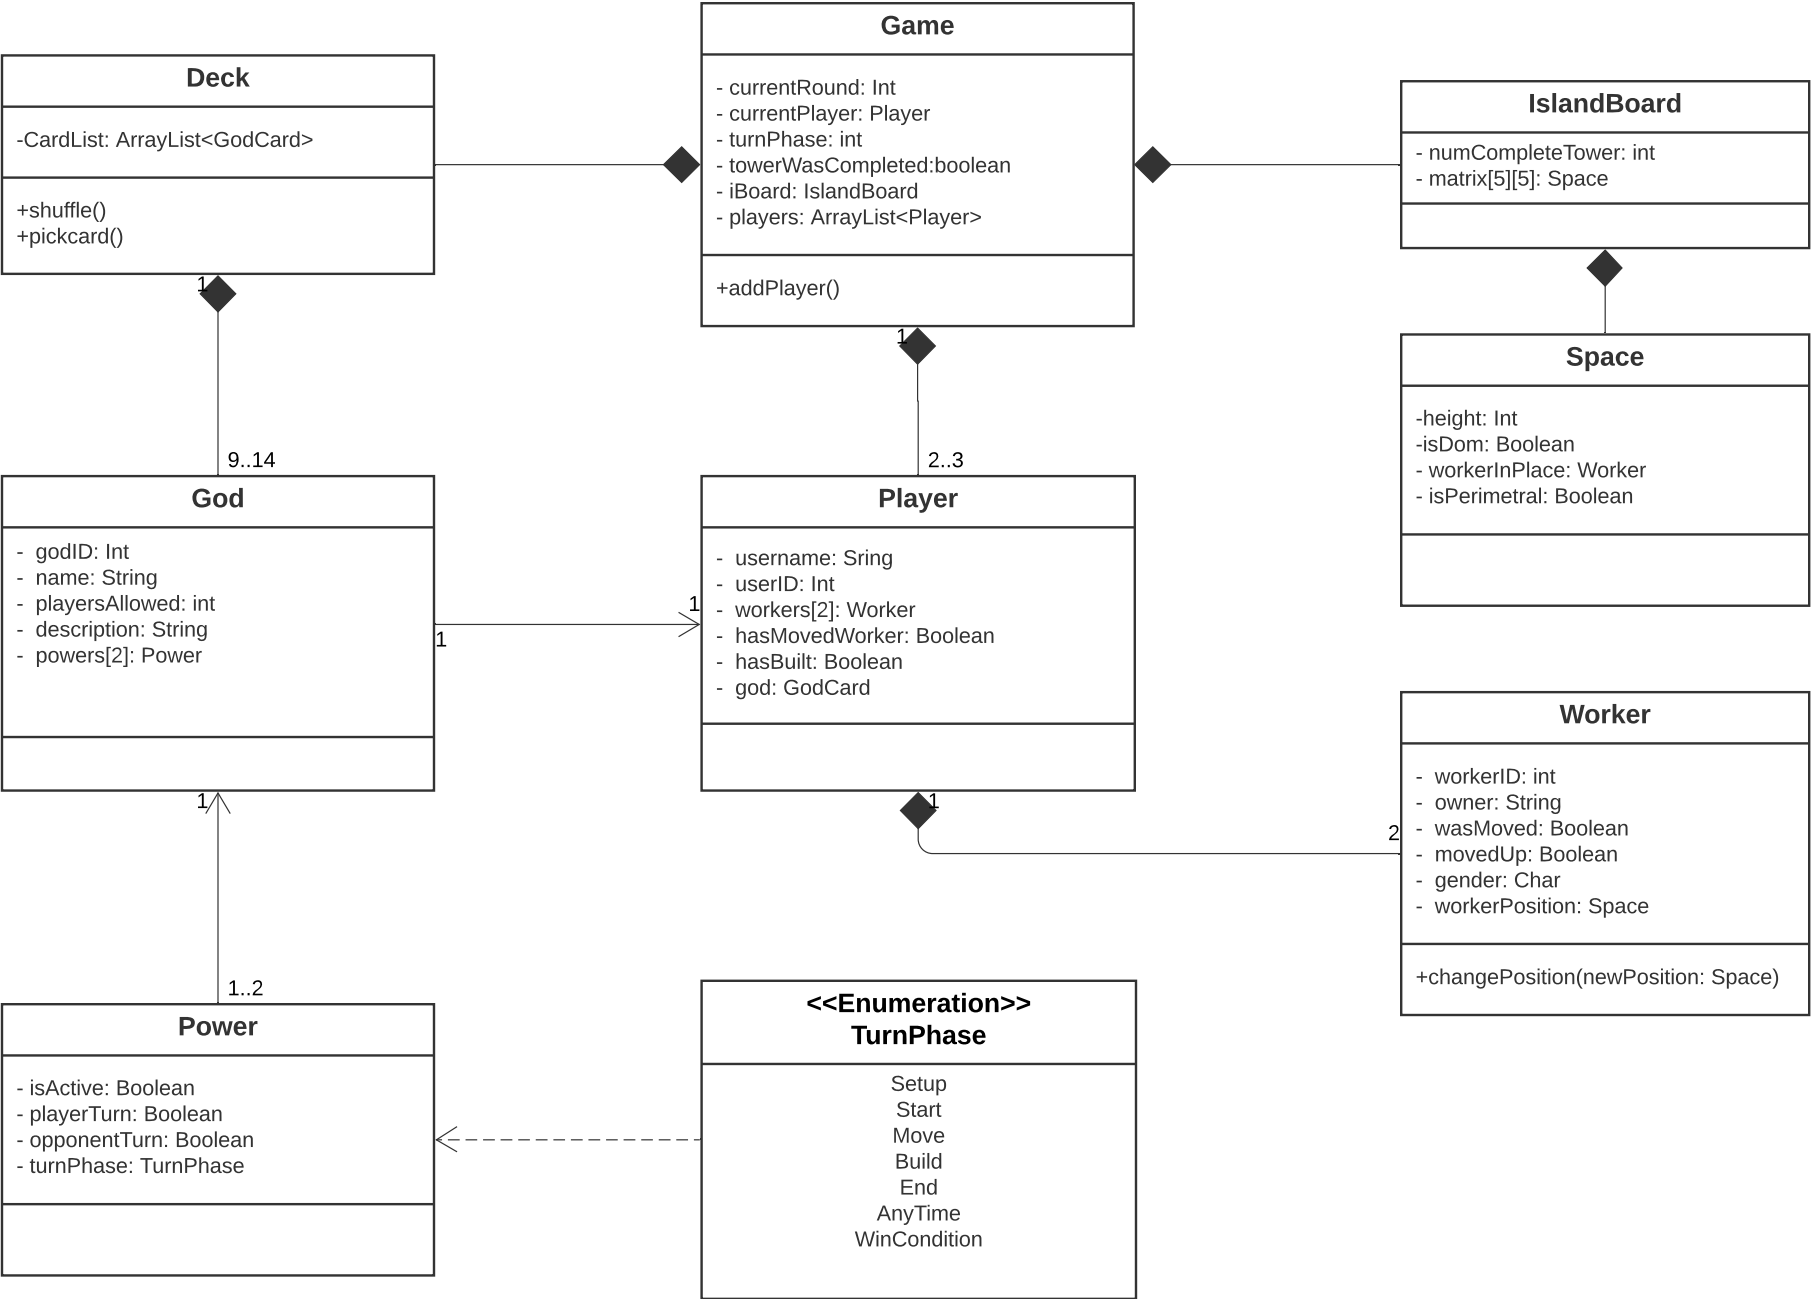 Game
- currentRound: Int
- currentPlayer: Player
- turnPhase: int
- towerWasCompleted:boolean
- iBoard: IslandBoard
- players: ArrayList<Player>
+addPlayer()
1
2..3
Deck
-CardList: ArrayList<GodCard>
+shuffle()
+pickcard()
1
9..14
IslandBoard
- numCompleteTower: int
- matrix[5][5]: Space
Space
-height: Int
-isDom: Boolean
- workerInPlace: Worker
- isPerimetral: Boolean
God
- godID: Int
- name: String
- playersAllowed: int
- description: String
- powers[2]: Power
1
1
1
Player
- username: Sring
- userID: Int
- workers[2]: Worker
- hasMovedWorker: Boolean
- hasBuilt: Boolean
- god: GodCard
1
2
Worker
- workerID: int
- owner: String
- wasMoved: Boolean
- movedUp: Boolean
- gender: Char
- workerPosition: Space
+changePosition(newPosition: Space)
1..2
Power
- isActive: Boolean
- playerTurn: Boolean
- opponentTurn: Boolean
- turnPhase: TurnPhase
<<Enumeration>>
TurnPhase
Setup
Start
Move
Build
End
AnyTime
WinCondition